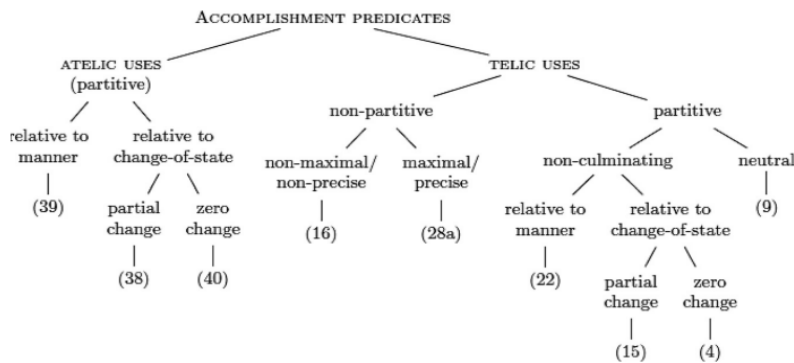 ACCOMPLISHMENT PREDICATES
ATELIC USES
(partitive)
TELIC USES
non-partitive
partitive
relative to
manner
relative to
change-of-state
non-maximal/
non-precise
maximal/
precise
non-culminating
neutral
(39)
partial
change
zero
change
(16)
(28a)
relative to
manner
relative to
change-of-state
(9)
(38)
(40)
(22)
partial
change
zero
change
(15)
(4)